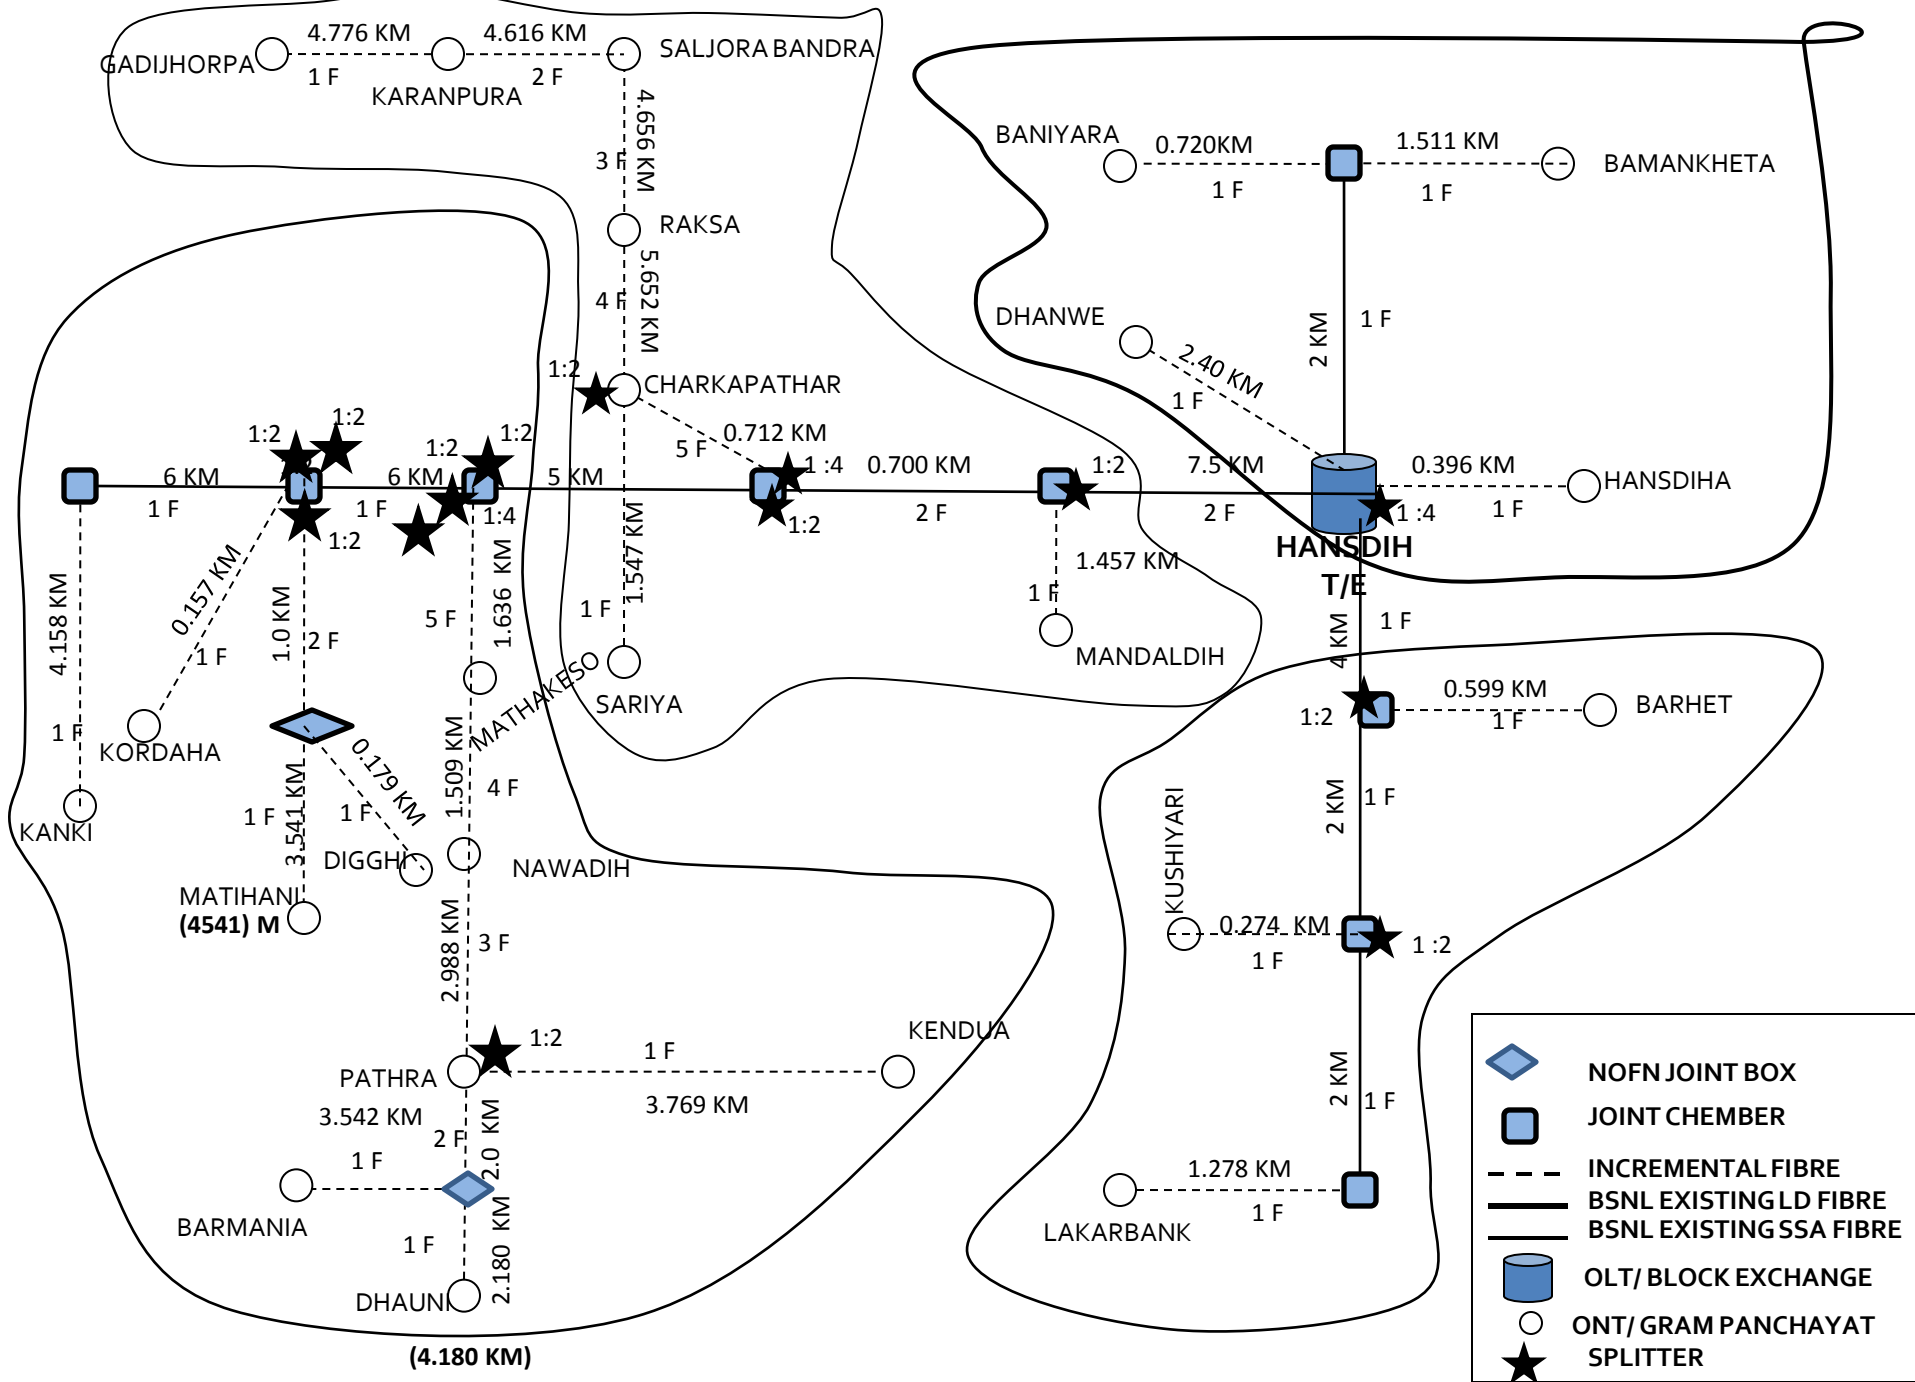 4.776 KM
4.616 KM
SALJORA BANDRA
GADIJHORPA
1 F
2 F
KARANPURA
4.656 KM
3 F
RAKSA
5.652 KM
4 F
1:2
CHARKAPATHAR
0.712 KM
5 F
BANIYARA
0.720KM
1.511 KM
BAMANKHETA
1 F
1 F
DHANWE
2.40 KM
1 F
2 KM
1 F
1:2
1:2
1:2
1:2
6 KM
6 KM
5 KM
1 :4
0.700 KM
1:2
7.5 KM
0.396 KM
HANSDIHA
1 F
1 F
1:4
1:2
2 F
2 F
1 :4
1 F
1:2
HANSDIH
T/E
0.157 KM
1 F
1.0 KM
2 F
5 F
1.636 KM
1.547 KM
1 F
1.457 KM
1 F
MANDALDIH
4.158 KM
1 F
KANKI
KORDAHA
MATHAKESO
SARIYA
4 KM
1 F
0.599 KM
BARHET
1:2
1 F
0.179 KM
1 F
3.541 KM
1 F
DIGGHI
1.509 KM
4 F
NAWADIH
MATIHANI
(4541) M
2.988 KM
3 F
2 KM
1 F
KUSHIYARI
0.274 KM
1 F
1 :2
1:2
1 F
KENDUA
PATHRA
3.769 KM
3.542 KM
2 F
2.0 KM
1 F
BARMANIA
1 F
2.180 KM
DHAUNI
(4.180 KM)
2 KM
1 F
1.278 KM
1 F
LAKARBANK
NOFN JOINT BOX
JOINT CHEMBER
INCREMENTAL FIBRE
BSNL EXISTING LD FIBRE
BSNL EXISTING SSA FIBRE
OLT/ BLOCK EXCHANGE
ONT/ GRAM PANCHAYAT
SPLITTER